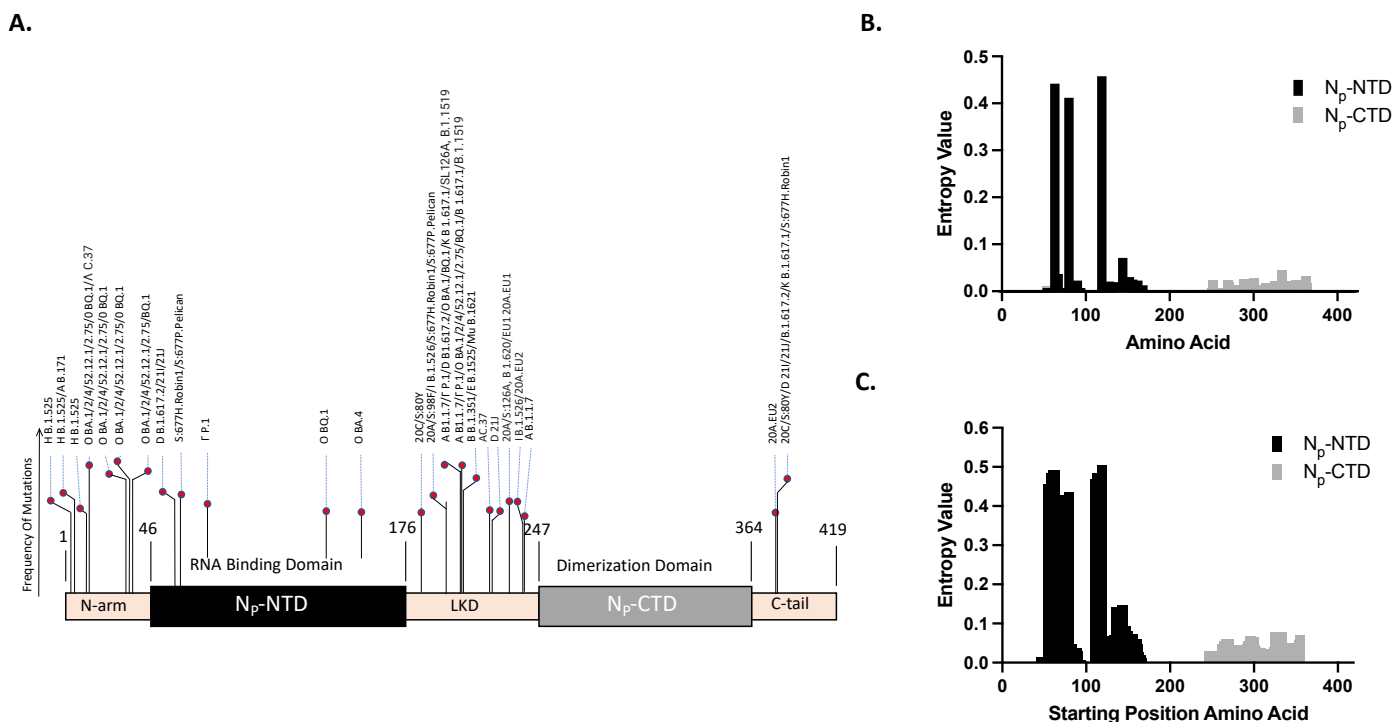 A.
Frequency Of Mutations
H B.1.525
H B.1.525/A B.171
H B.1.525
O BA.1/2/4/52.12.1/2.75/0 BQ.1/Λ C.37
O BA.1/2/4/52.12.1/2.75/0 BQ.1
O BA.1/2/4/52.12.1/2.75/0 BQ.1
O BA.1/2/4/52.12.1/2.75/BQ.1
D B.1.617.2/21I/21J
S:677H.Robin1/S:677P.Pelican
Γ P.1
O BQ.1
O BA.4
20C/S:80Y
20A/S:98F/I B.1.526/S:677H.Robin1/S:677P.Pelican
A B1.1.7/Γ P.1/D B1.617.2/O BA.1/BQ.1/K B 1.617.1/SL 126A, B.1.1519
A B1.1.7/Γ P.1/O BA.1/2/4/52.12.1/2.75/BQ.1/B 1.617.1/B.1.1519
B B.1.351/E B.1525/Mu B.1621
AC.37
D 21J
20A/S:126A, B 1.620/EU1 20A.EU1
I B.1.526/20A.EU2
A B.1.1.7
20A.EU2
20C/S:80Y/D 21I/21J/B.1.617.2/K B.1.617.1/S:677H.Robin1
1
46
176
247
364
419
RNA Binding Domain
Dimerization Domain
N-arm
NP-NTD
LKD
NP-CTD
C-tail
B.
Entropy Value
0.5
0.4
0.3
0.2
0.1
0.0
0
100
200
300
400
Amino Acid
Np-NTD
Np-CTD
C.
Entropy Value
0.6
0.5
0.4
0.3
0.2
0.1
0.0
0
100
200
300
400
Starting Position Amino Acid
Np-NTD
Np-CTD